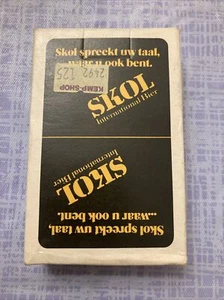 Skol spreekt uw taal,
...waar u ook bent.
KEMP-SHOP
SKOL
International Bier
SKOL
International Bier
Skol spreekt uw taal,
...waar u ook bent.